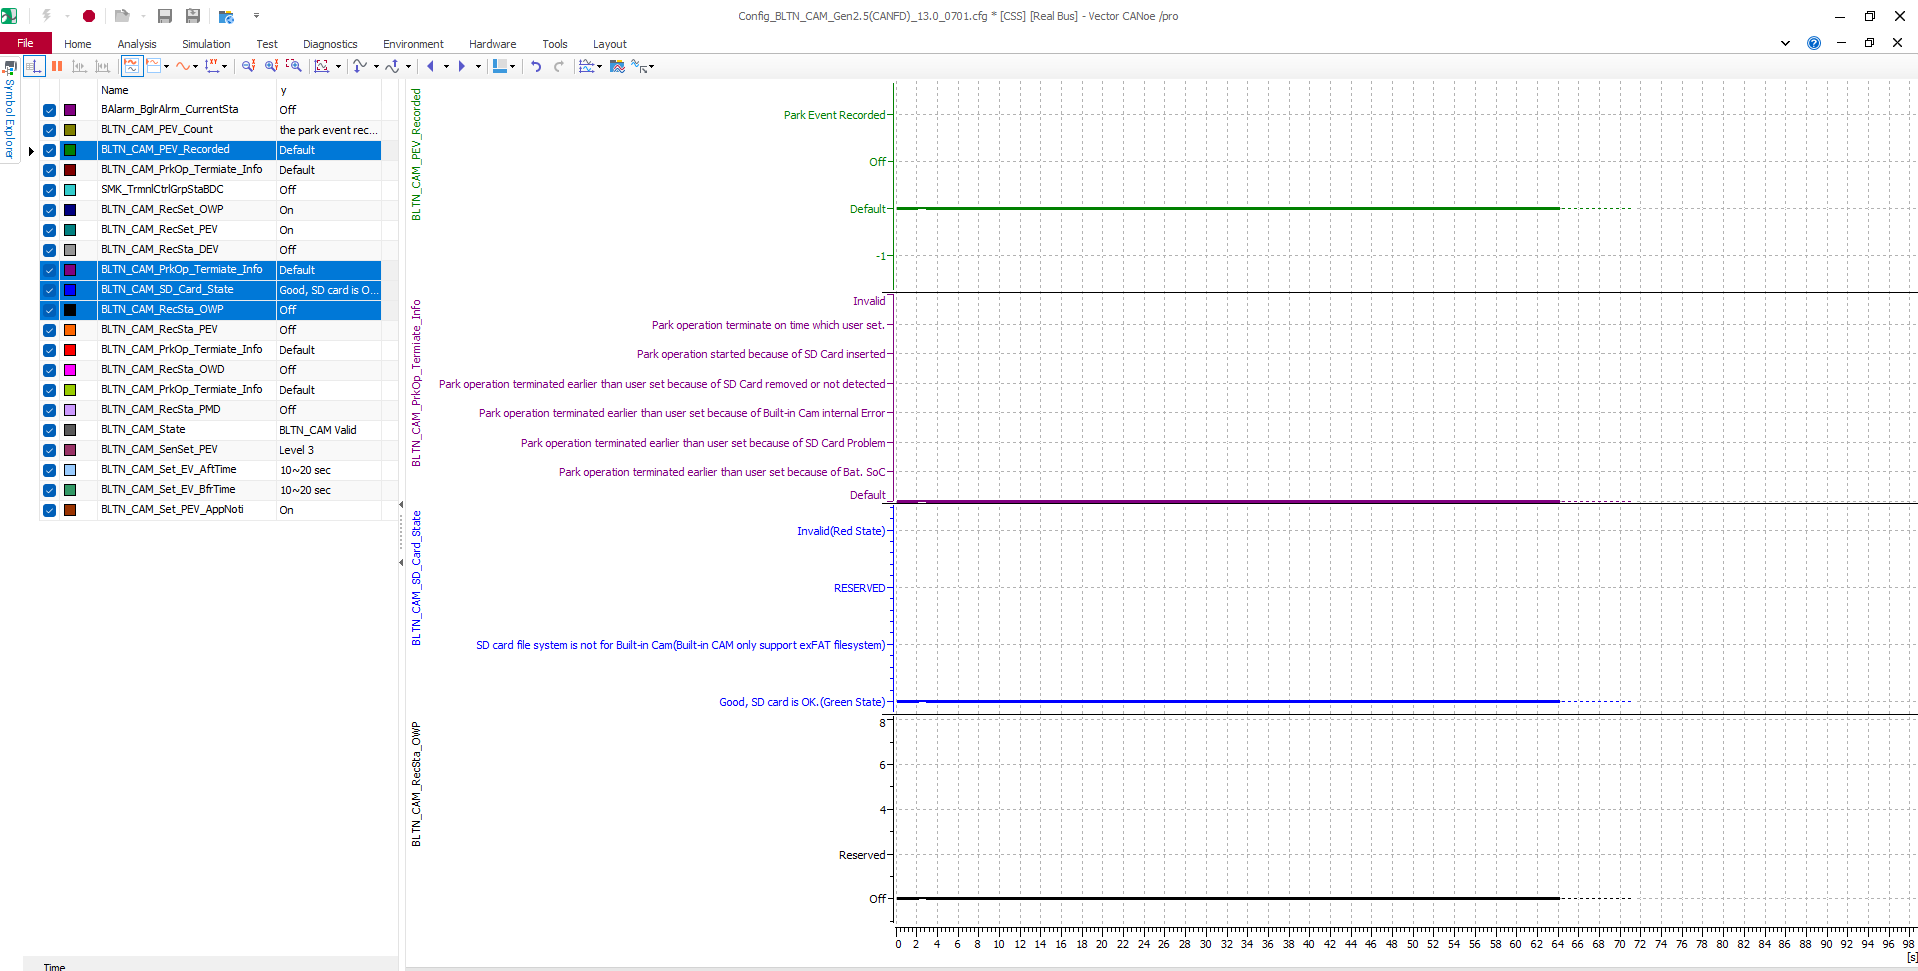 Config_BLTN_CAM_Gen2.5(CANFD)_13.0_0701.cfg * [CSS] [Real Bus] - Vector CANoe /pro
File Home Analysis Simulation Test Diagnostics Environment Hardware Tools Layout
Symbol Explorer
Name y
BAlarm_BglrAlrm_CurrentSta Off
BLTN_CAM_PEV_Count the park event rec...
BLTN_CAM_PEV_Recorded Default
BLTN_CAM_PrkOp_Termiate_Info Default
SMK_TrmnlCtrlGrpStaBDC Off
BLTN_CAM_RecSet_OWP On
BLTN_CAM_RecSet_PEV On
BLTN_CAM_RecSta_DEV Off
BLTN_CAM_PrkOp_Termiate_Info Default
BLTN_CAM_SD_Card_State Good, SD card is O...
BLTN_CAM_RecSta_OWP Off
BLTN_CAM_RecSta_PEV Off
BLTN_CAM_PrkOp_Termiate_Info Default
BLTN_CAM_RecSta_OWD Off
BLTN_CAM_PrkOp_Termiate_Info Default
BLTN_CAM_RecSta_PMD Off
BLTN_CAM_State BLTN_CAM Valid
BLTN_CAM_SenSet_PEV Level 3
BLTN_CAM_Set_EV_AftTime 10~20 sec
BLTN_CAM_Set_EV_BfrTime 10~20 sec
BLTN_CAM_Set_PEV_AppNoti On
Time
BLTN_CAM_PEV_Recorded
Park Event Recorded
Off
Default
-1
BLTN_CAM_PrkOp_Termiate_Info
Invalid
Park operation terminate on time which user set.
Park operation started because of SD Card inserted
Park operation terminated earlier than user set because of SD Card removed or not detected
Park operation terminated earlier than user set because of Built-in Cam internal Error
Park operation terminated earlier than user set because of SD Card Problem
Park operation terminated earlier than user set because of Bat. SoC
Default
BLTN_CAM_SD_Card_State
Invalid(Red State)
RESERVED
SD card file system is not for Built-in Cam(Built-in CAM only support exFAT filesystem)
Good, SD card is OK.(Green State)
BLTN_CAM_RecSta_OWP
8
6
4
Reserved
Off
0 2 4 6 8 10 12 14 16 18 20 22 24 26 28 30 32 34 36 38 40 42 44 46 48 50 52 54 56 58 60 62 64 66 68 70 72 74 76 78 80 82 84 86 88 90 92 94 96 98
[s]